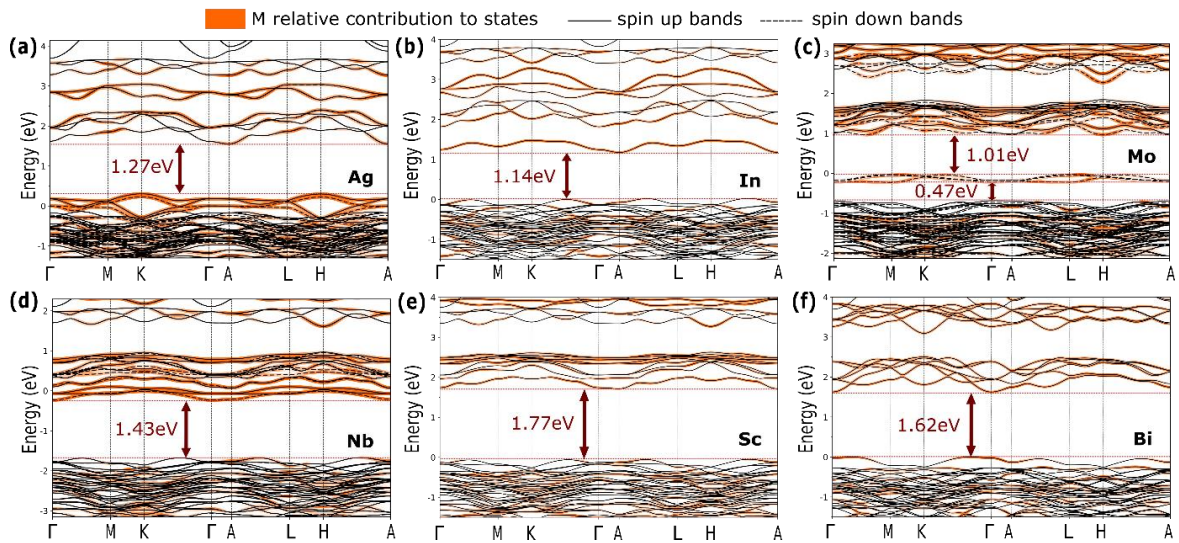 M relative contribution to states spin up bands spin down bands
(a) (b) (c)
Energy (eV) Energy (eV) Energy (eV)
4 3 2 1 0 -1
4 3 2 1 0 -1
3 2 1 0 -1 -2
1.27eV 1.14eV 1.01eV
0.47eV
Ag In Mo
Γ M K Γ A L H A Γ M K Γ A L H A Γ M K Γ A L H A
(d) (e) (f)
Energy (eV) Energy (eV) Energy (eV)
2 1 0 -1 -2 -3
4 3 2 1 0 -1
4 3 2 1 0 -1
1.43eV 1.77eV 1.62eV
Nb Sc Bi
Γ M K Γ A L H A Γ M K Γ A L H A Γ M K Γ A L H A